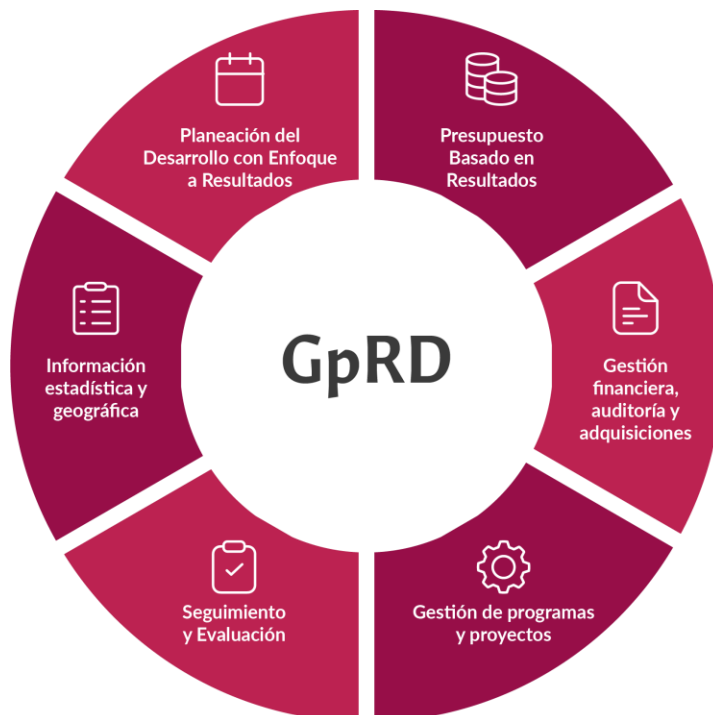 Planeación del
Desarrollo con Enfoque
a Resultados
Presupuesto
Basado en
Resultados
Información
estadística y
geográfica
GpRD
Gestión
financiera,
auditoría y
adquisiciones
Seguimiento
y Evaluación
Gestión de programas
y proyectos